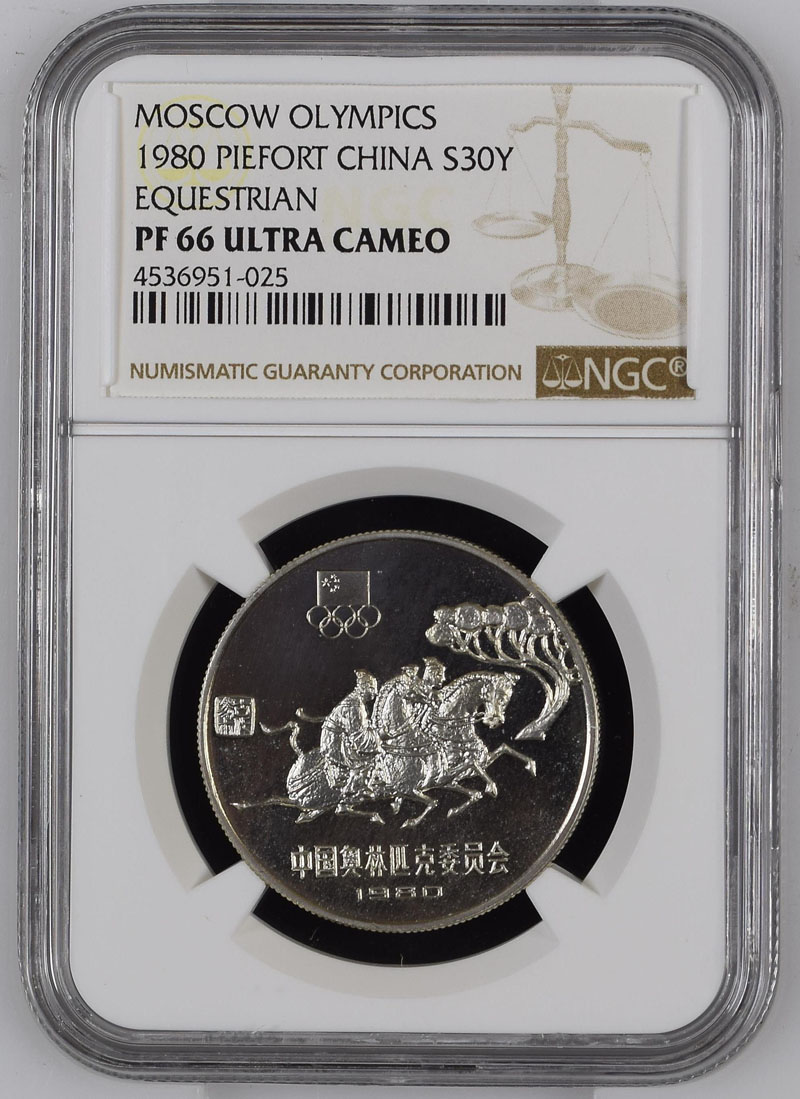 MOSCOW OLYMPICS
1980 PIEFORT CHINA S30Y
EQUESTRIAN
NGC
PF 66 ULTRA CAMEO
4536951-025
NUMISMATIC GUARANTY CORPORATION
NGC®
中国奥林匹克委员会
1980